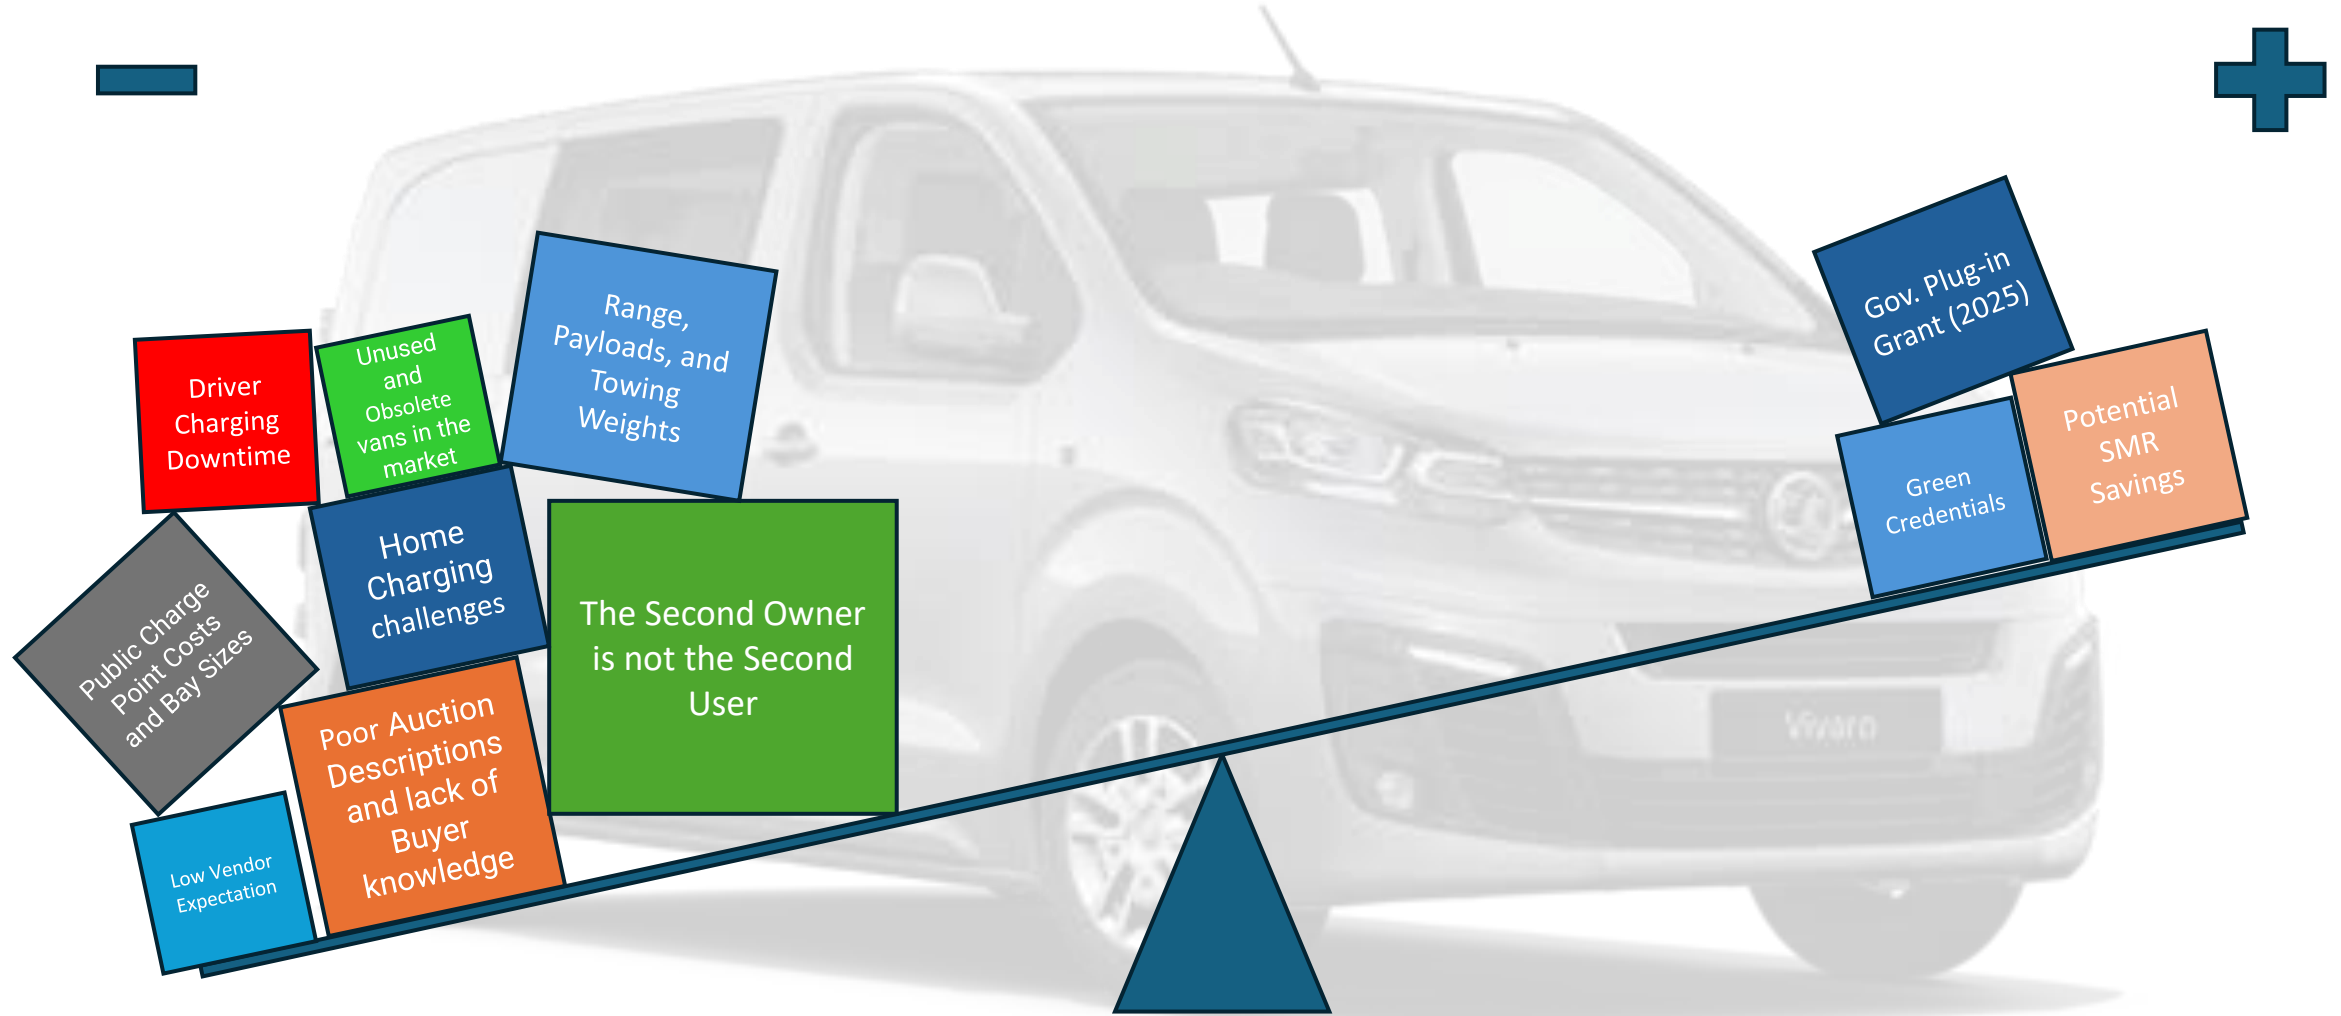 Driver
Charging
Downtime
Unused
and
Obsolete
vans in the
market
Range,
Payloads, and
Towing
Weights
Public Charge
Point Costs
and Bay Sizes
Home
Charging
challenges
The Second Owner
is not the Second
User
Low Vendor
Expectation
Poor Auction
Descriptions
and lack of
Buyer
knowledge
Gov. Plug-in
Grant (2025)
Green
Credentials
Potential
SMR
Savings
Vivaro